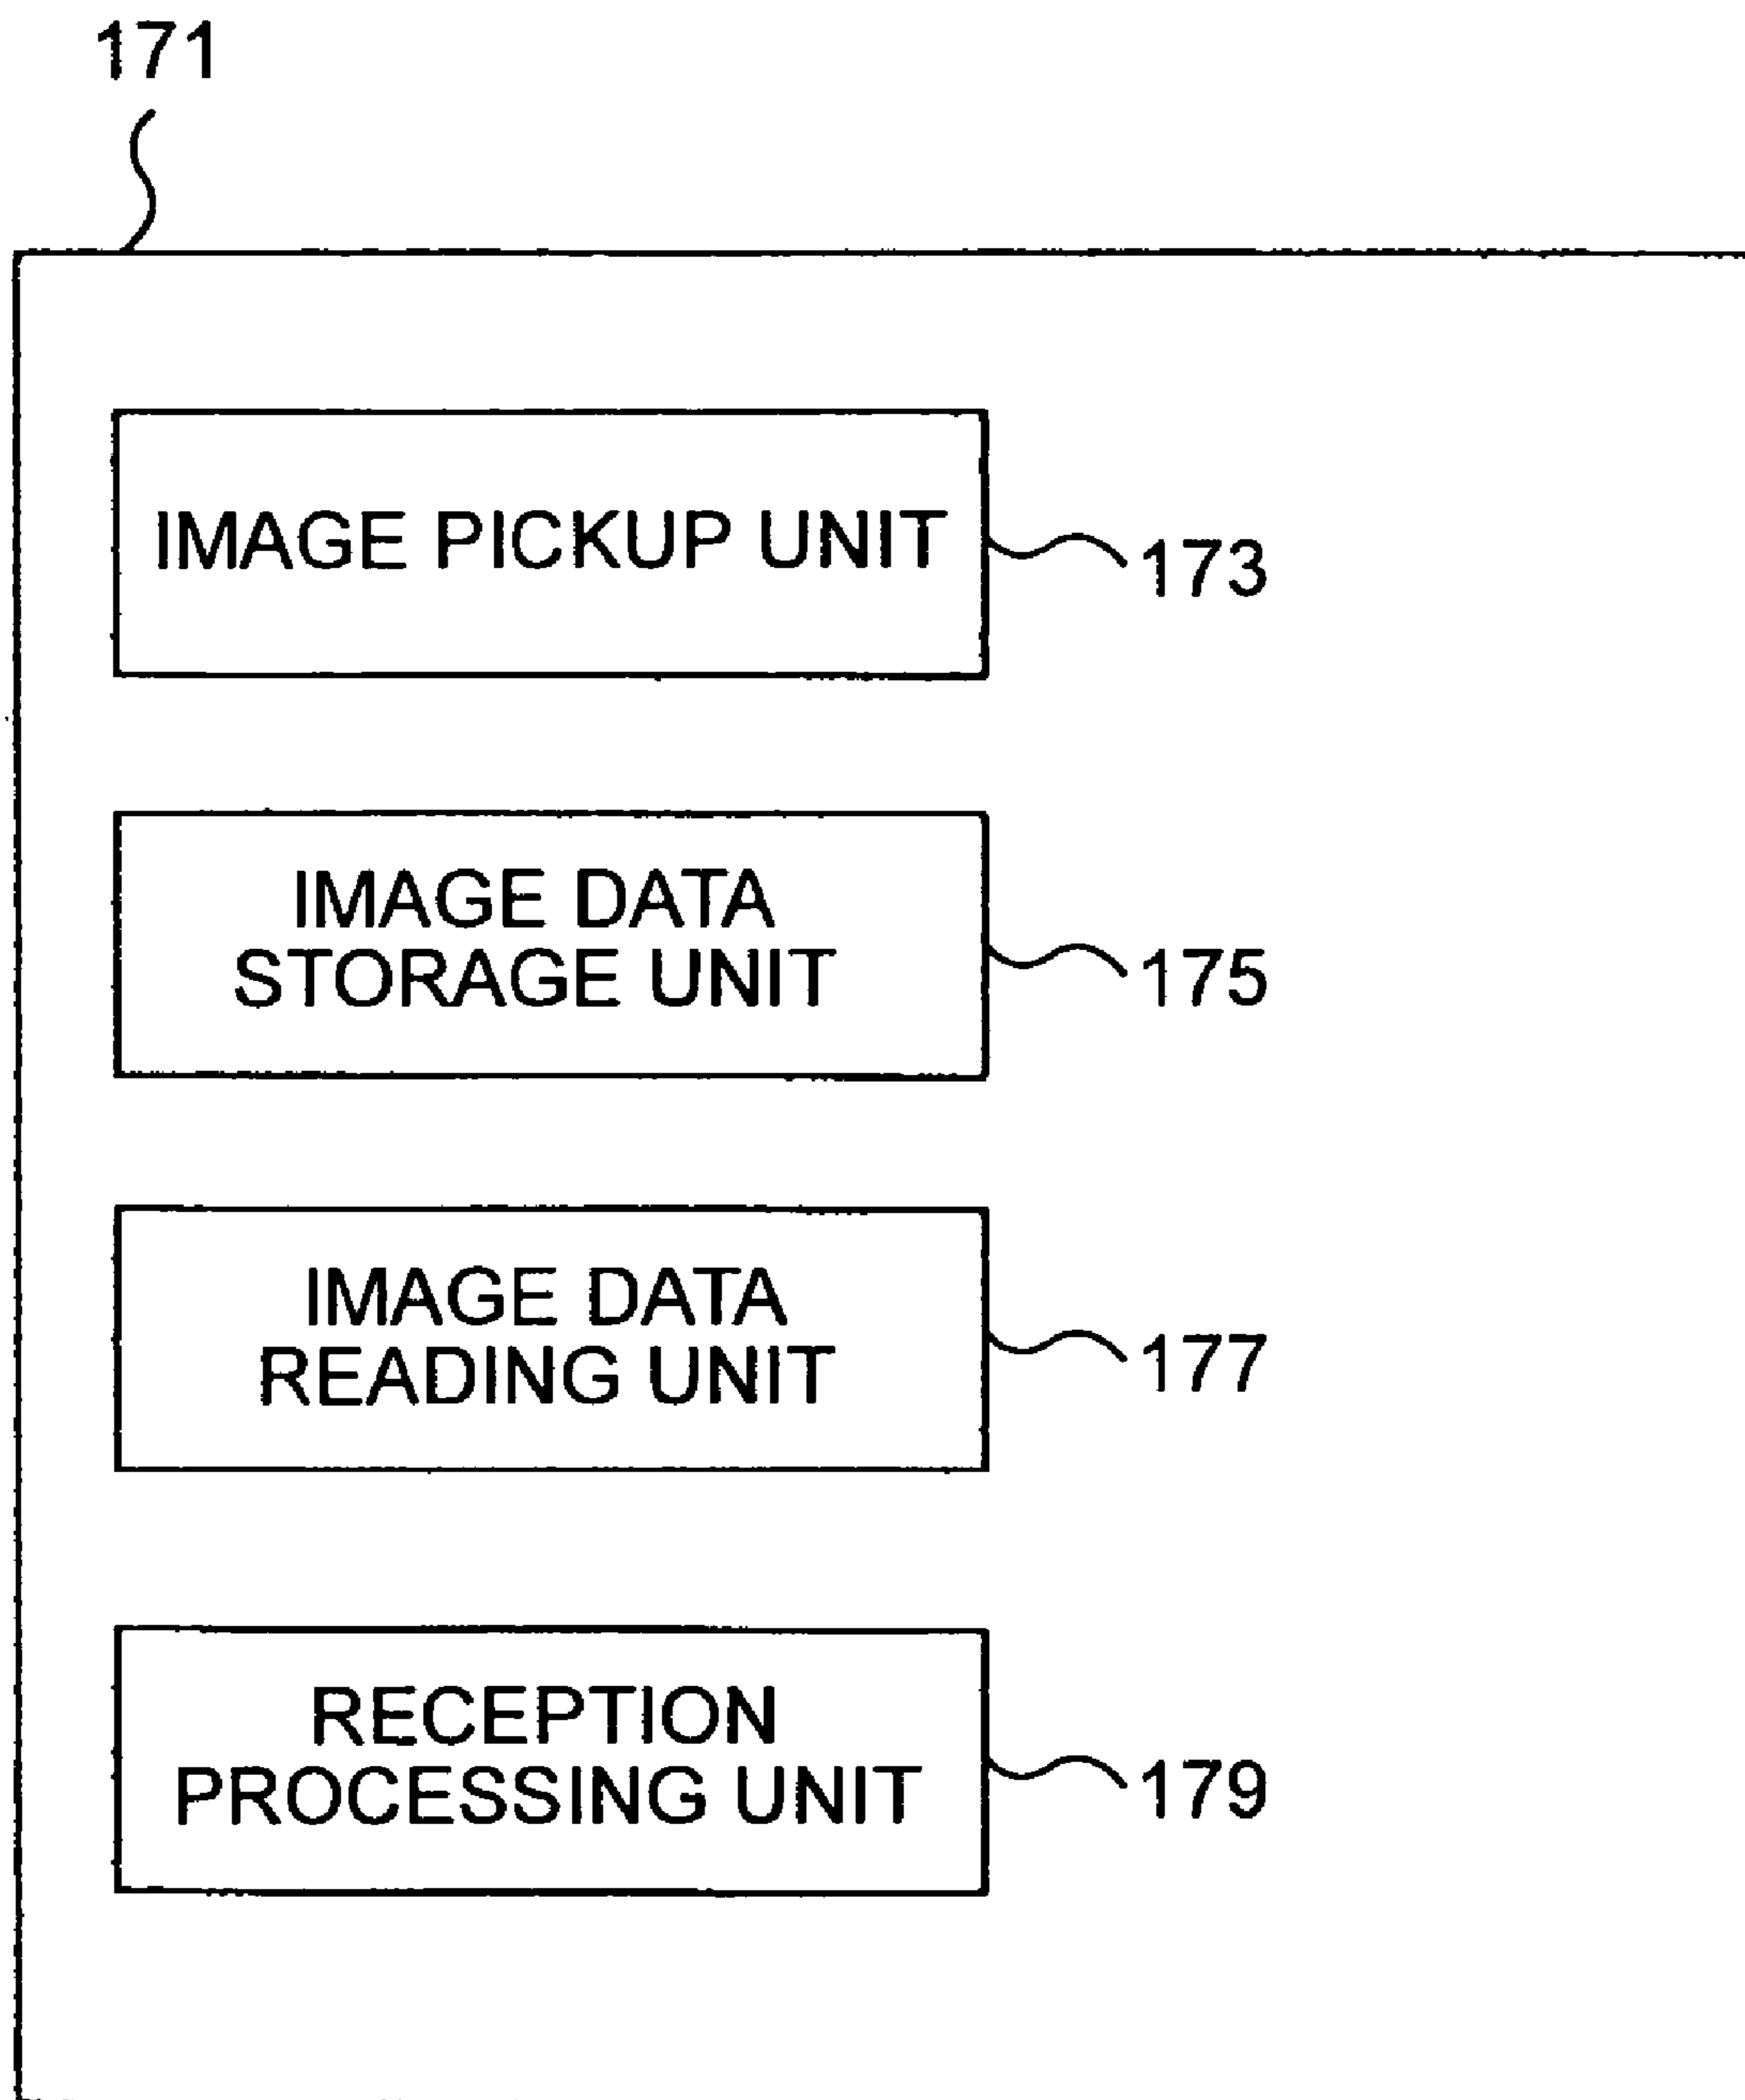 171
IMAGE PICKUP UNIT
173
IMAGE DATA
STORAGE UNIT
175
IMAGE DATA
READING UNIT
177
RECEPTION
PROCESSING UNIT
179